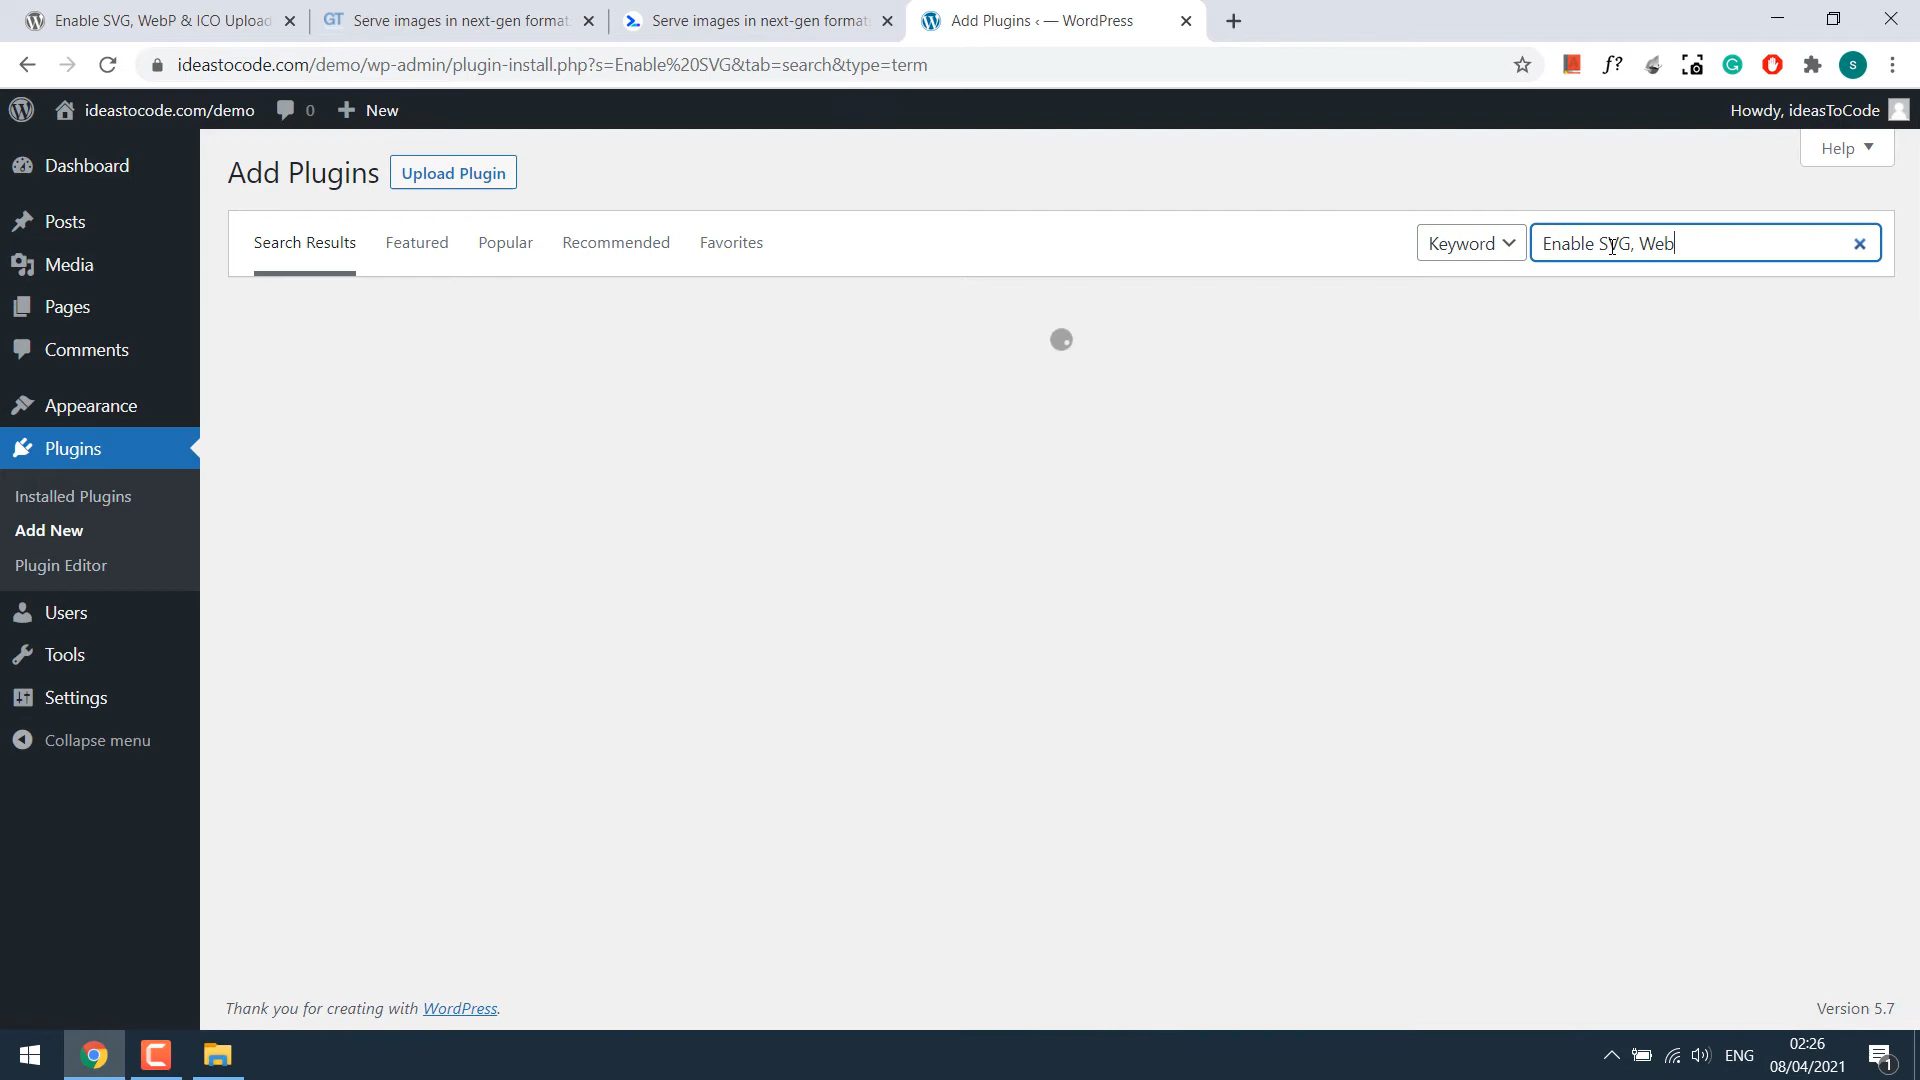 Enable SVG, WebP & ICO Upload
GT Serve images in next-gen format
Serve images in next-gen format
Add Plugins ‹ — WordPress
ideastocode.com/demo/wp-admin/plugin-install.php?s=Enable%20SVG&tab=search&type=term
f?
s
ideastocode.com/demo
0
New
Howdy, ideasToCode
Dashboard
Posts
Media
Pages
Comments
Appearance
Plugins
Installed Plugins
Add New
Plugin Editor
Users
Tools
Settings
Collapse menu
Help
Add Plugins
Upload Plugin
Search Results
Featured
Popular
Recommended
Favorites
Keyword
Enable SVG, Web
Thank you for creating with WordPress.
Version 5.7
ENG
02:26
08/04/2021
1